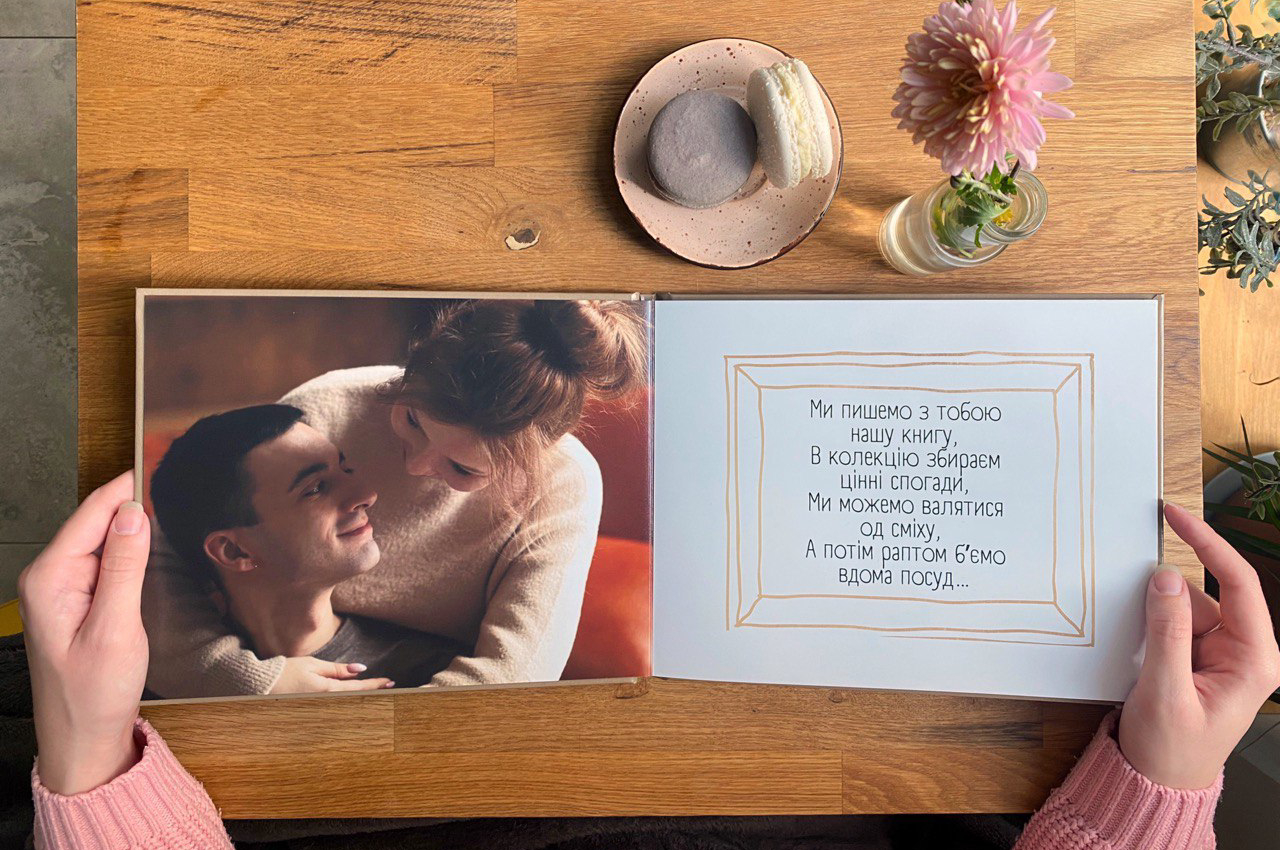 Ми пишемо з тобою
нашу книгу,
В колекцію збираєм
цінні спогади,
Ми можемо валятися
од сміху,
А потім раптом б'ємо
вдома посуд...